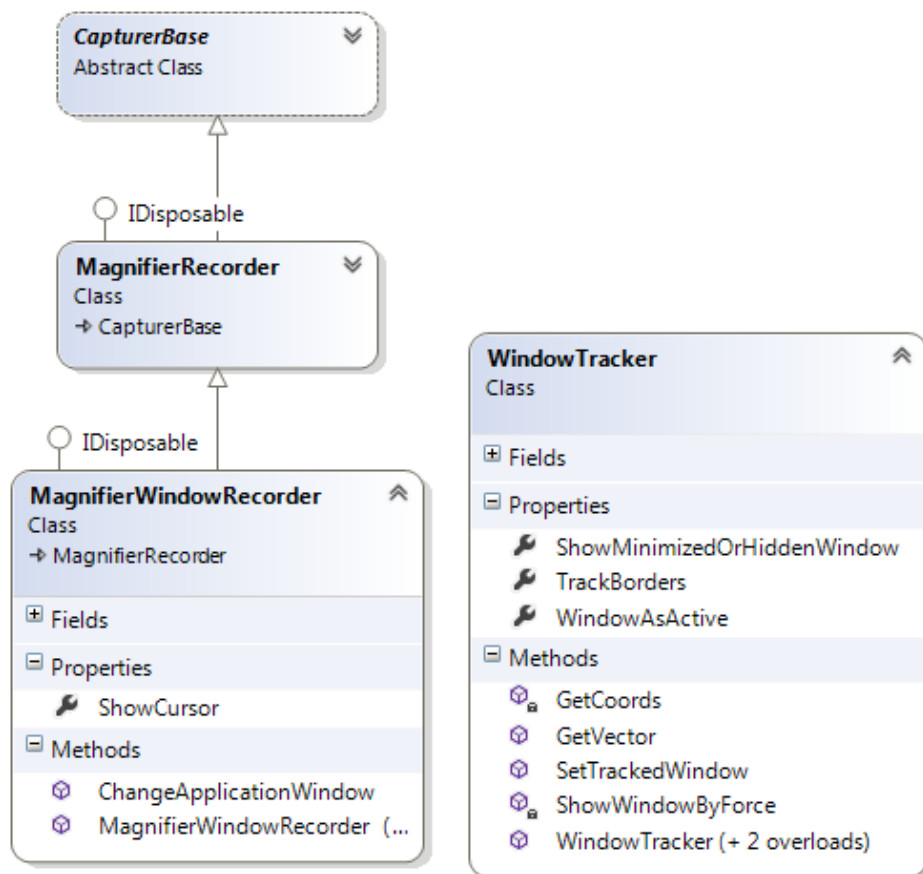 CapturerBase
Abstract Class
IDisposable
MagnifierRecorder
Class
CapturerBase
IDisposable
MagnifierWindowRecorder
Class
MagnifierRecorder
Fields
Properties
ShowCursor
Methods
ChangeApplicationWindow
MagnifierWindowRecorder (...
WindowTracker
Class
Fields
Properties
ShowMinimizedOrHiddenWindow
TrackBorders
WindowAsActive
Methods
GetCoords
GetVector
SetTrackedWindow
ShowWindowByForce
WindowTracker (+ 2 overloads)